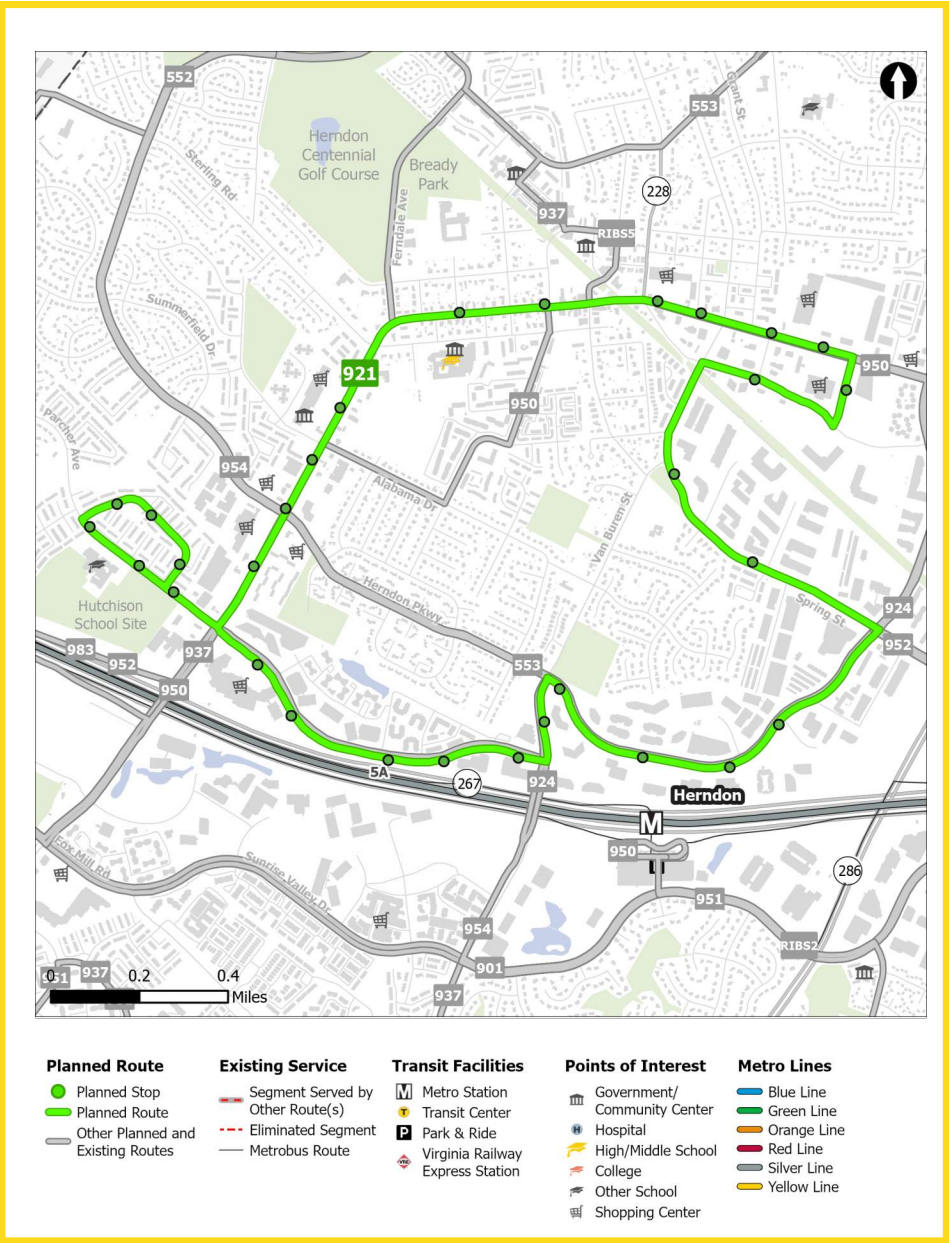 552
553
Grant St
Herndon
Centennial
Golf Course
Bready
Park
Sterling Rd
228
937
RIBS5
Ferndale Ave
Summerfield Dr
921
950
950
Parcher Ave
954
Alabama Dr
Van Buren St
Herndon Pkwy
Spring St
924
952
Hutchison
School Site
983
952
937
950
553
5A
267
924
Herndon
M
950
286
Fox Mill Rd
Sunrise Valley Dr
951
954
RIBS2
901
951
937
937
0 0.2 0.4
Miles
Planned Route
Planned Stop
Planned Route
Other Planned and
Existing Routes
Existing Service
Segment Served by
Other Route(s)
Eliminated Segment
Metrobus Route
Transit Facilities
M Metro Station
T Transit Center
P Park & Ride
VRE Virginia Railway
Express Station
Points of Interest
Government/
Community Center
H Hospital
High/Middle School
College
Other School
Shopping Center
Metro Lines
Blue Line
Green Line
Orange Line
Red Line
Silver Line
Yellow Line